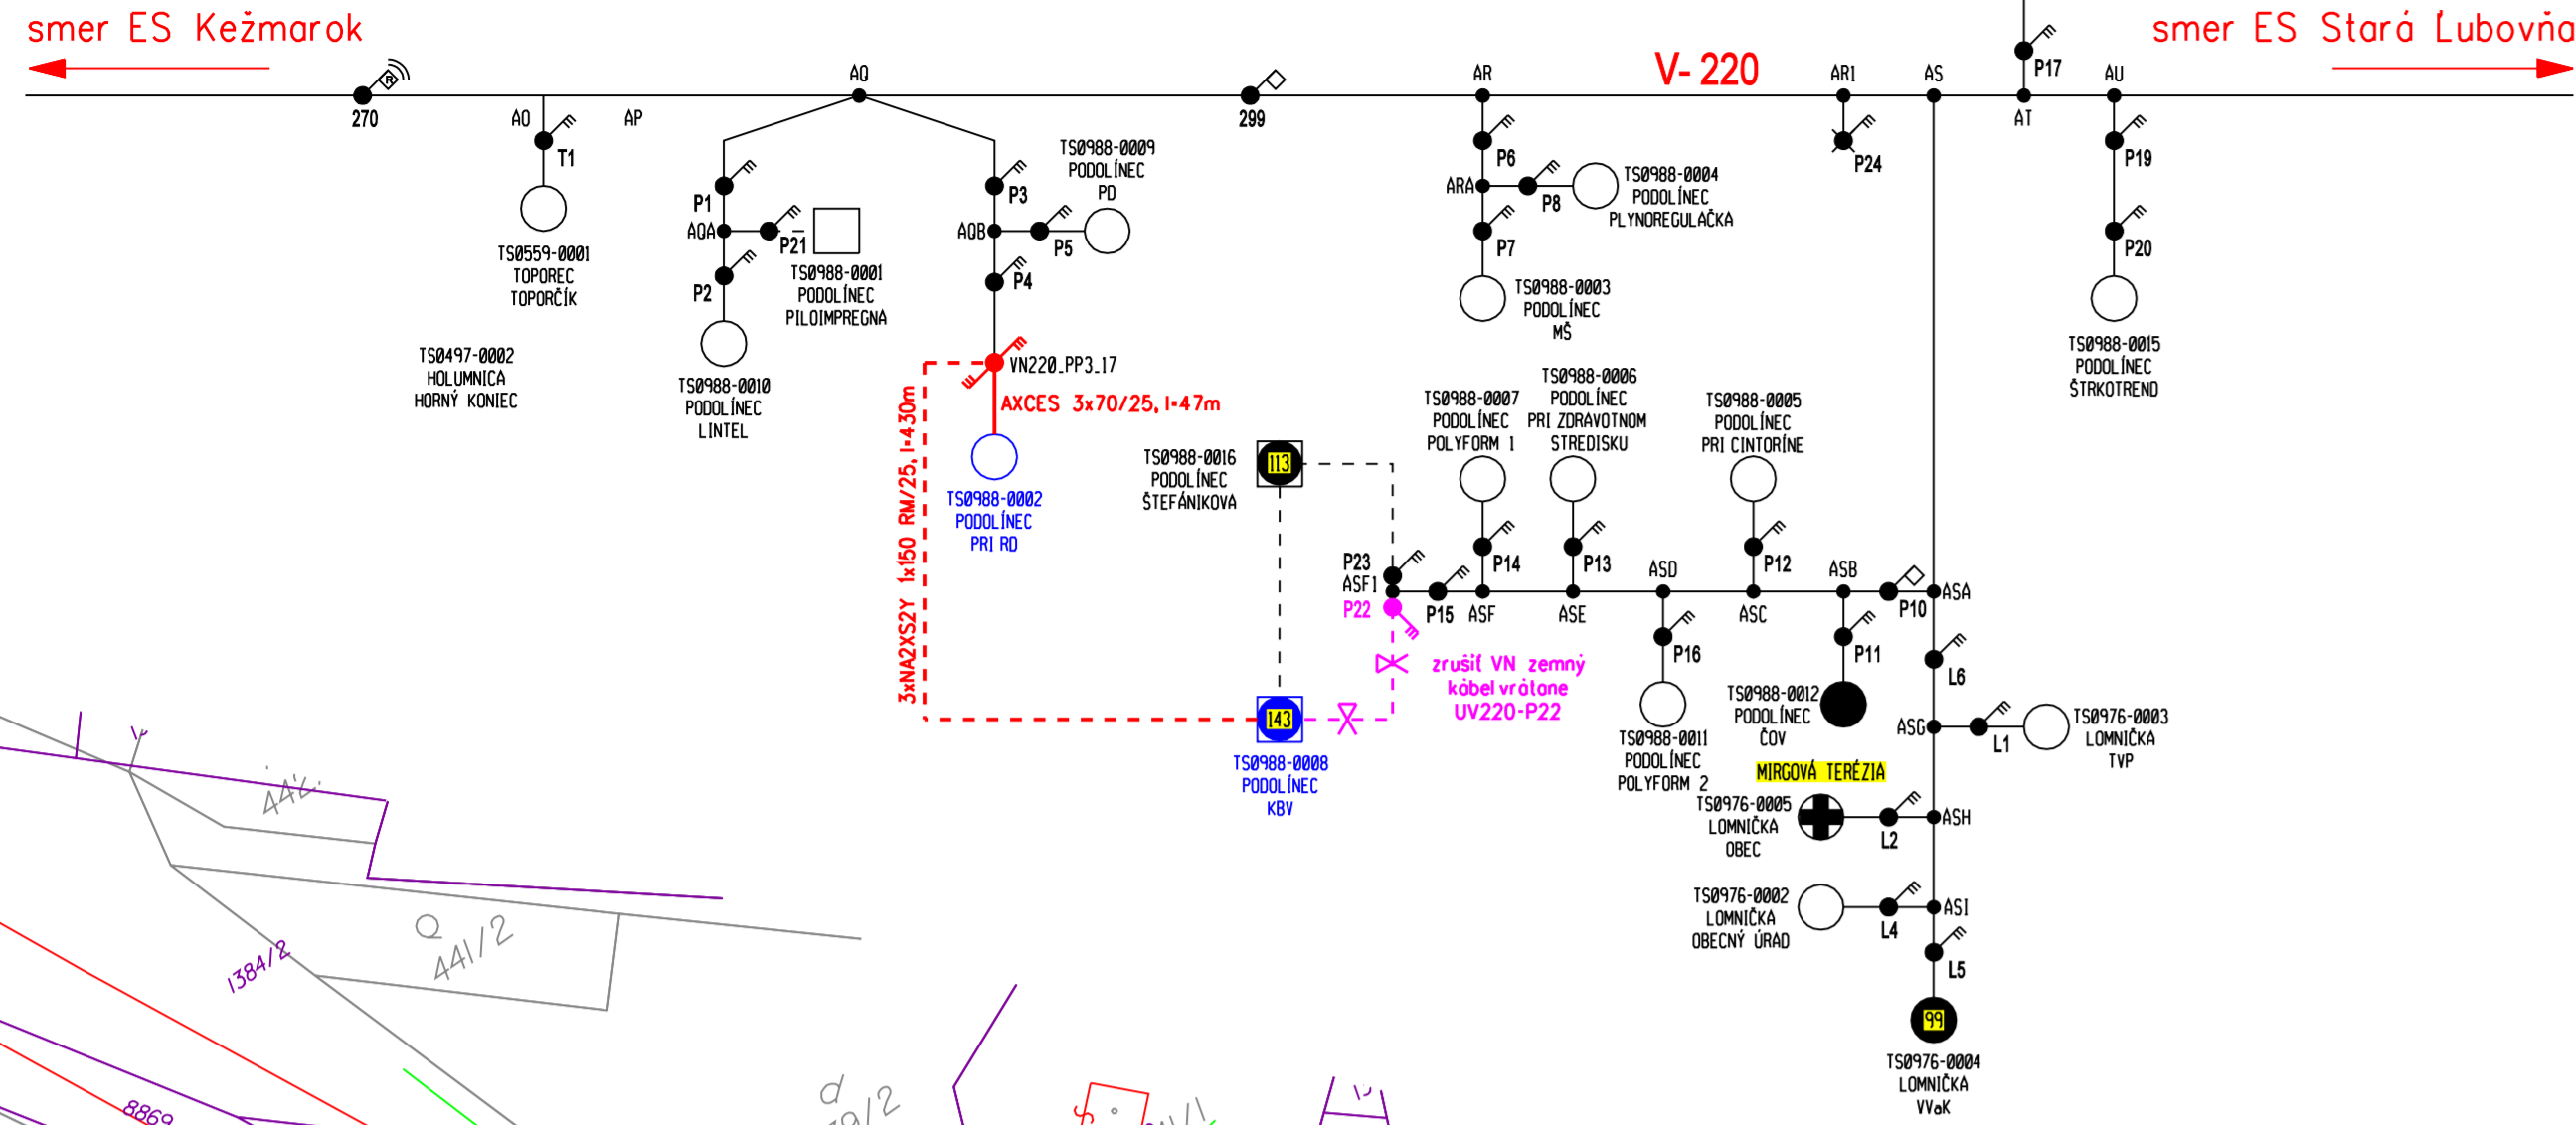 smer ES Kežmarok
smer ES Stará Ľubovňa
V-220
270
R
AO
AP
T1
TS0559-0001
TOPOREC
TOPORČÍK
TS0497-0002
HOLUMNICA
HORNÝ KONIEC
AQ
P1
AQA
P21
P2
TS0988-0001
PODOLÍNEC
PILOIMPREGNA
TS0988-0010
PODOLÍNEC
LINTEL
P3
AQB
P5
P4
TS0988-0009
PODOLÍNEC
PD
VN220_PP3_17
AXCES 3x70/25, l=47m
3xNA2XS2Y 1x150 RM/25, l=430m
TS0988-0002
PODOLÍNEC
PRI RD
299
AR
P6
ARA
P8
P7
TS0988-0004
PODOLÍNEC
PLYNOREGULAČKA
TS0988-0003
PODOLÍNEC
MŠ
AR1
P24
AS
AT
P17
AU
P19
P20
TS0988-0015
PODOLÍNEC
ŠTRKOTREND
TS0988-0016
PODOLÍNEC
ŠTEFÁNIKOVA
113
TS0988-0007
PODOLÍNEC
POLYFORM 1
TS0988-0006
PODOLÍNEC
PRI ZDRAVOTNOM
STREDISKU
TS0988-0005
PODOLÍNEC
PRI CINTORÍNE
P23
ASF1
P22
P15
P14
ASF
P13
ASE
ASD
P16
P12
ASC
ASB
P11
P10
ASA
zrušiť VN zemný
kábel vrátane
UV220-P22
143
TS0988-0008
PODOLÍNEC
KBV
TS0988-0011
PODOLÍNEC
POLYFORM 2
TS0988-0012
PODOLÍNEC
ČOV
L6
ASG
L1
TS0976-0003
LOMNIČKA
TVP
MIRGOVÁ TERÉZIA
TS0976-0005
LOMNIČKA
OBEC
L2
ASH
TS0976-0002
LOMNIČKA
OBECNÝ ÚRAD
L4
ASI
L5
99
TS0976-0004
LOMNIČKA
VVaK
441/2
1384/2
8869